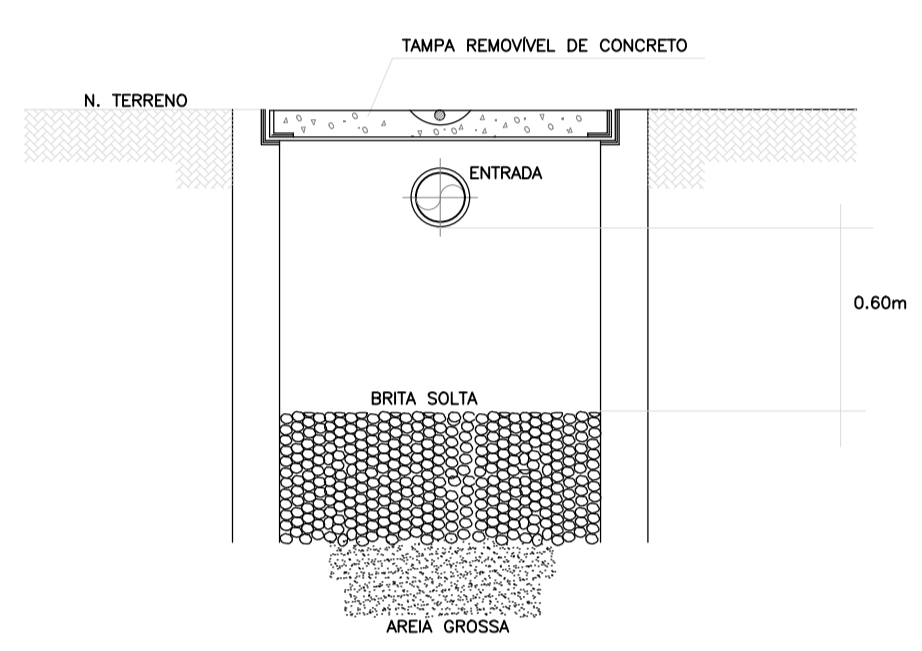 TAMPA REMOVÍVEL DE CONCRETO
N. TERRENO
ENTRADA
0.60m
BRITA SOLTA
AREIA GROSSA